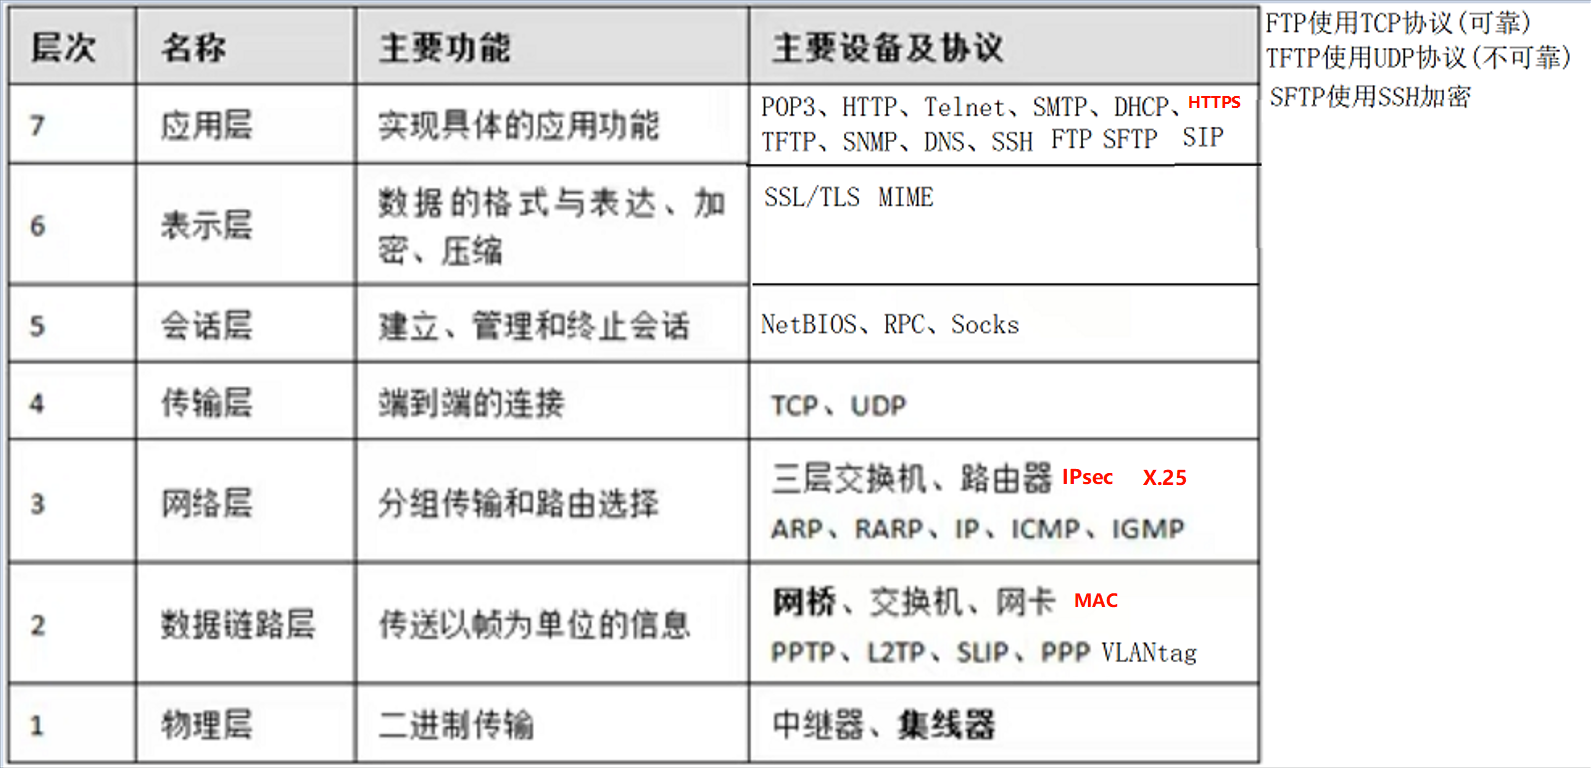 层次 名称 主要功能 主要设备及协议
FTP使用TCP协议(可靠)
TFTP使用UDP协议(不可靠)
SFTP使用SSH加密
7 应用层 实现具体的应用功能 POP3、HTTP、Telnet、SMTP、DHCP、HTTPS
TFTP、SNMP、DNS、SSH FTP SFTP SIP
6 表示层 数据的格式与表达、加
密、压缩
SSL/TLS MIME
5 会话层 建立、管理和终止会话 NetBIOS、RPC、Socks
4 传输层 端到端的连接 TCP、UDP
3 网络层 分组传输和路由选择 三层交换机、路由器 IPsec X.25
ARP、RARP、IP、ICMP、IGMP
2 数据链路层 传送以帧为单位的信息 网桥、交换机、网卡 MAC
PPTP、L2TP、SLIP、PPP VLANtag
1 物理层 二进制传输 中继器、集线器